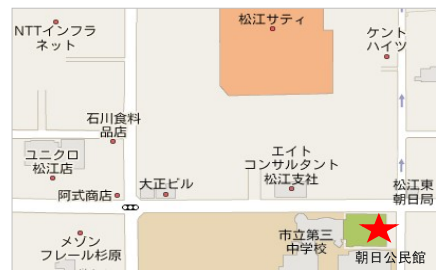 松江サティ
NTTインフラ
ネット
ケント
ハイツ
石川食料
品店
ユニクロ
松江店
エイト
コンサルタント
松江支社
大正ビル
阿式商店
松江東
朝日局
メゾン
フレール杉原
市立第三
中学校
朝日公民館